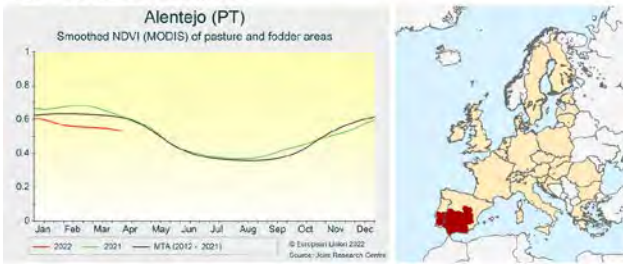 Alentejo (PT)
Smoothed NDVI (MODIS) of pasture and fodder areas
1
0.8
0.6
0.4
0.2
0
Jan Feb Mar Apr May Jun Jul Aug Sep Oct Nov Dec
2022 2021 MTA (2012 - 2021)
© European Union 2022
Source: Joint Research Centre